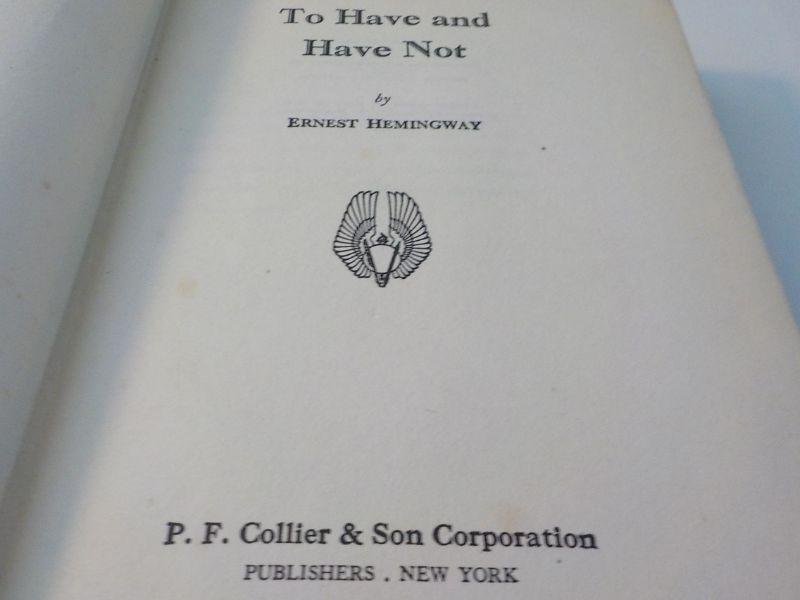 To Have and
Have Not
by
ERNEST HEMINGWAY
P. F. Collier & Son Corporation
PUBLISHERS . NEW YORK